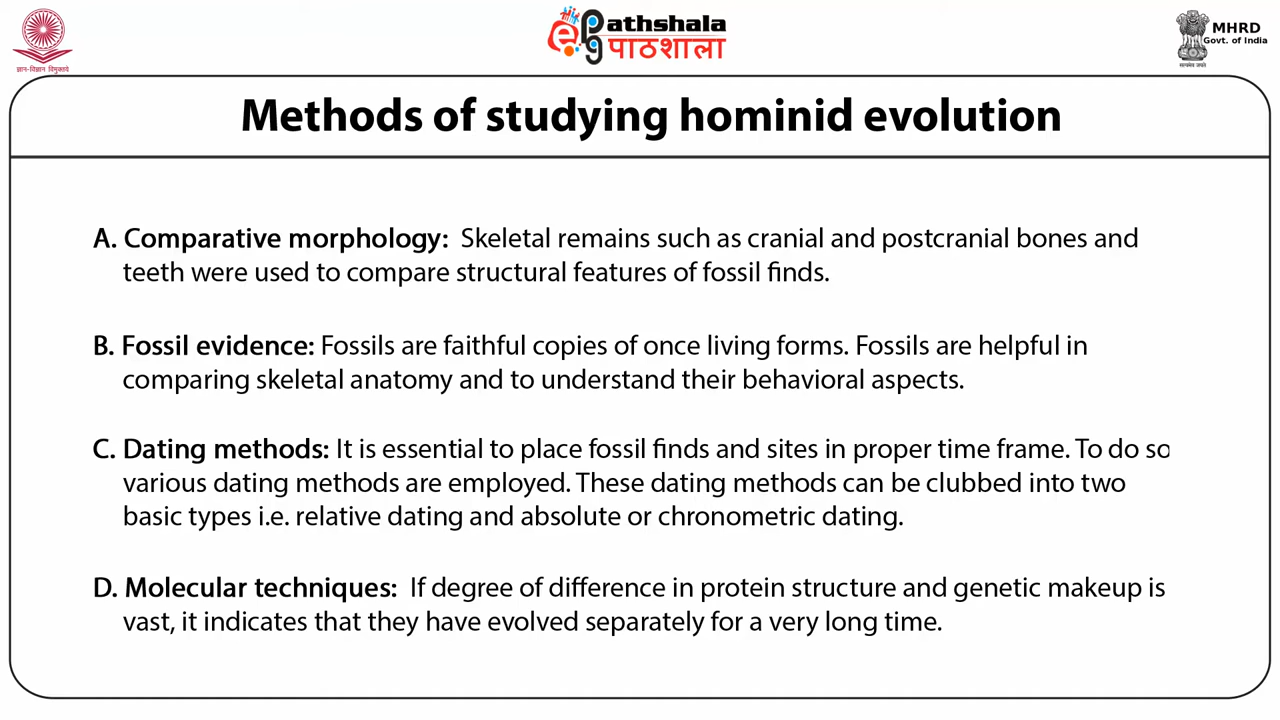 ज्ञान-विज्ञान विमुक्तये
epgathshala
पाठशाला
MHRD
Govt. of India
सत्यमेव जयते
Methods of studying hominid evolution
A. Comparative morphology: Skeletal remains such as cranial and postcranial bones and
teeth were used to compare structural features of fossil finds.
B. Fossil evidence: Fossils are faithful copies of once living forms. Fossils are helpful in
comparing skeletal anatomy and to understand their behavioral aspects.
C. Dating methods: It is essential to place fossil finds and sites in proper time frame. To do so
various dating methods are employed. These dating methods can be clubbed into two
basic types i.e. relative dating and absolute or chronometric dating.
D. Molecular techniques: If degree of difference in protein structure and genetic makeup is
vast, it indicates that they have evolved separately for a very long time.